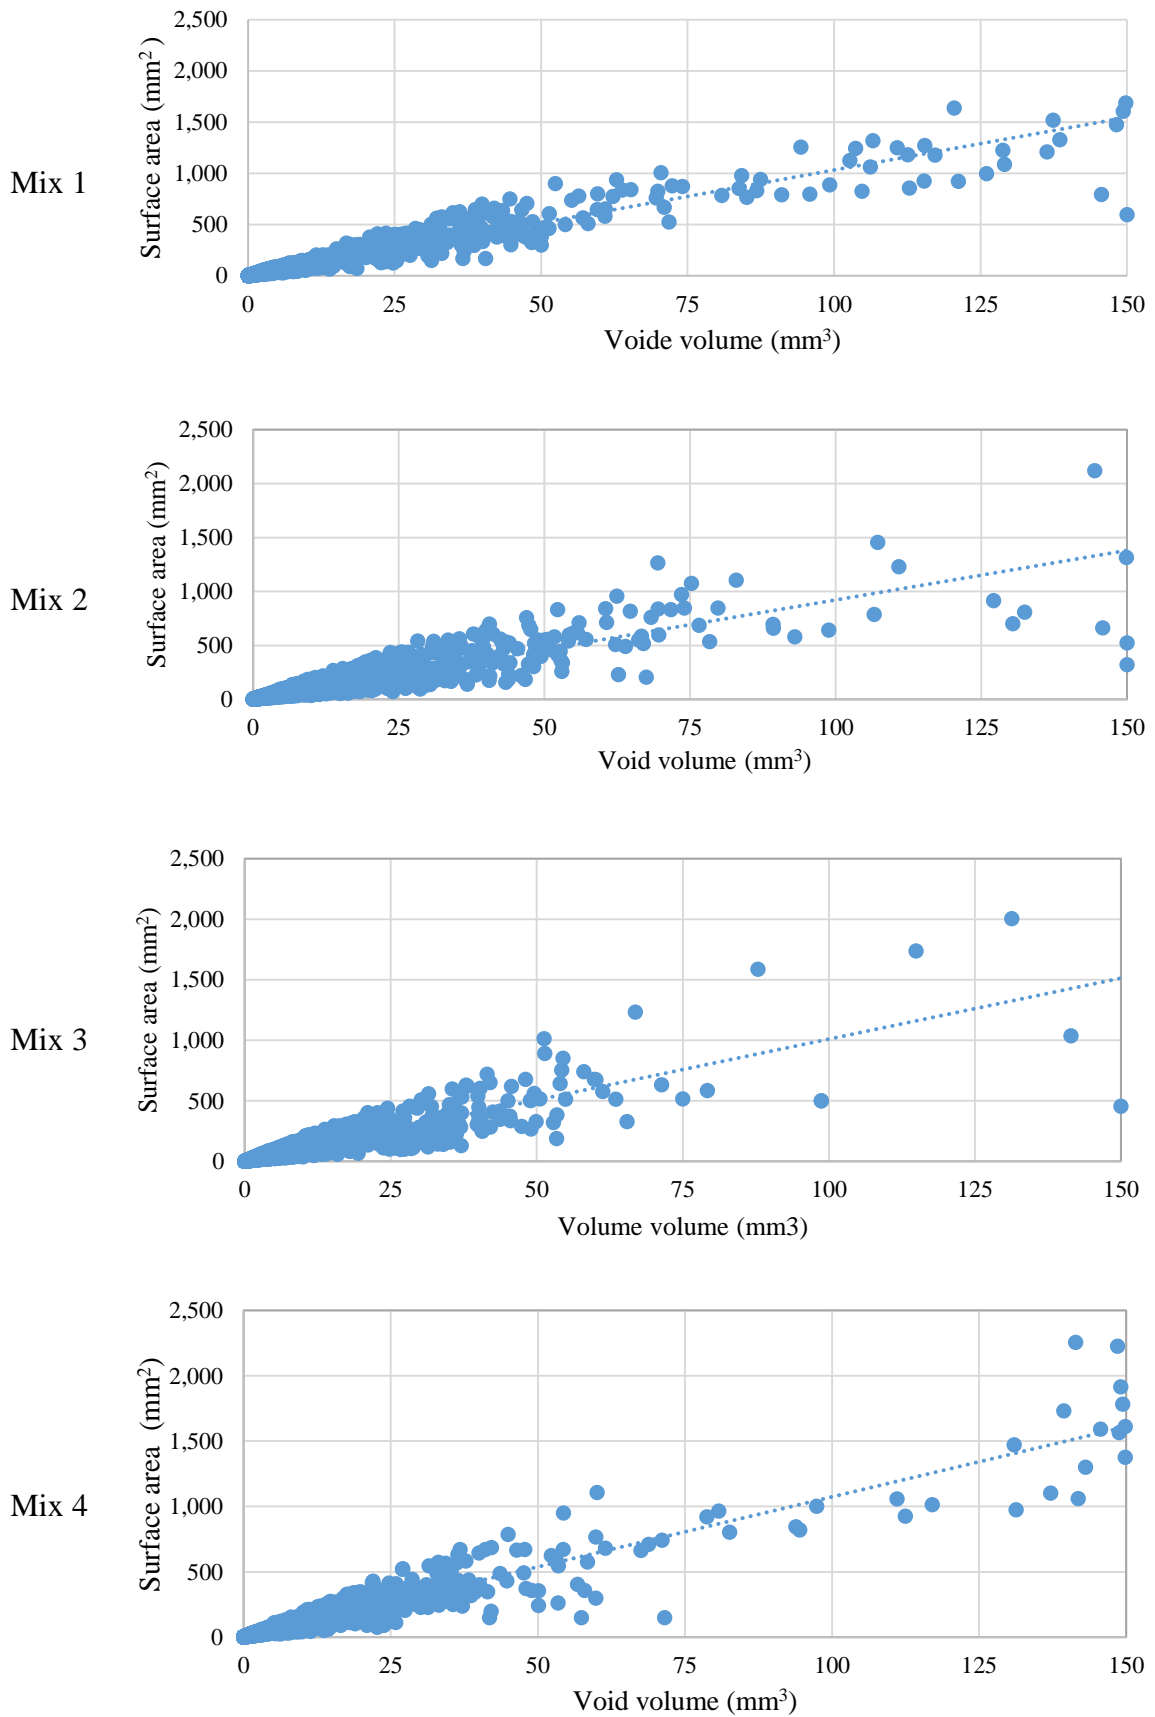 Mix 1
Surface area (mm²)
2,500
2,000
1,500
1,000
500
0
0 25 50 75 100 125 150
Voide volume (mm³)
Mix 2
Surface area (mm²)
2,500
2,000
1,500
1,000
500
0
0 25 50 75 100 125 150
Void volume (mm³)
Mix 3
Surface area (mm²)
2,500
2,000
1,500
1,000
500
0
0 25 50 75 100 125 150
Volume volume (mm3)
Mix 4
Surface area (mm²)
2,500
2,000
1,500
1,000
500
0
0 25 50 75 100 125 150
Void volume (mm³)